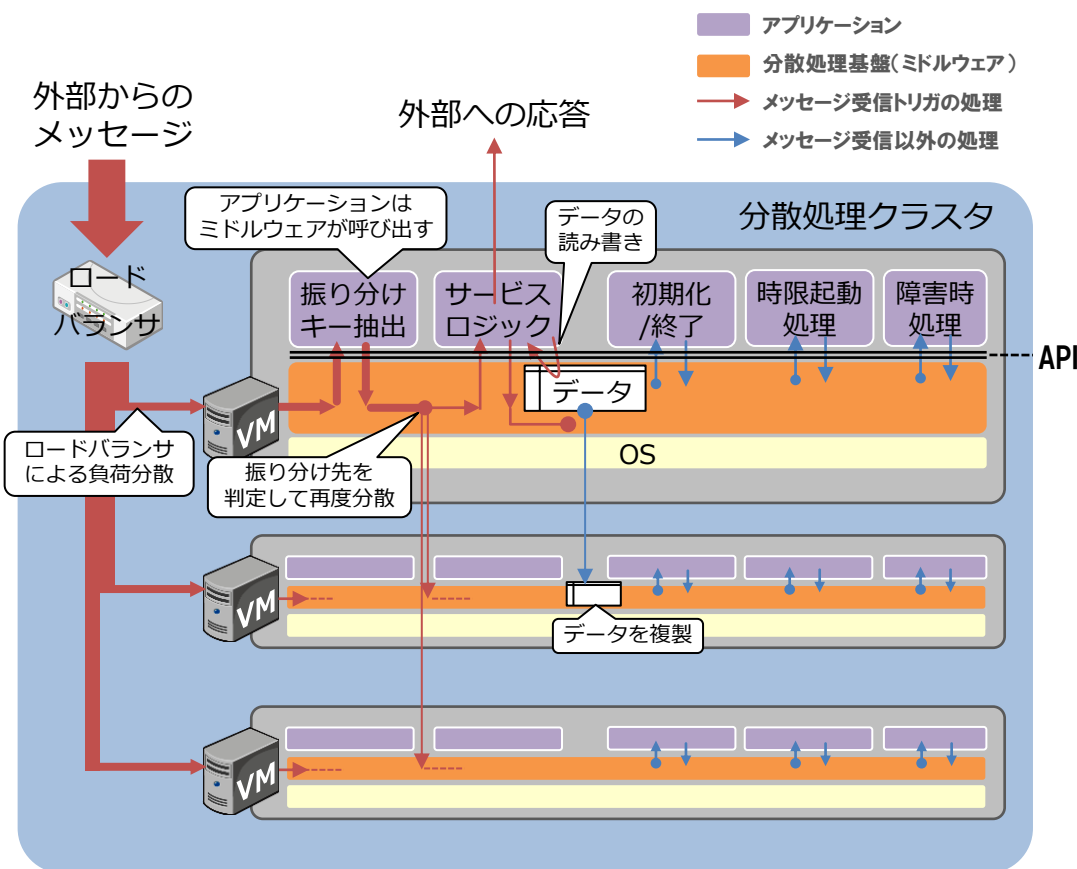 アプリケーション
分散処理基盤(ミドルウェア)
メッセージ受信トリガの処理
メッセージ受信以外の処理
外部からの
メッセージ
外部への応答
アプリケーションは
ミドルウェアが呼び出す
データの
読み書き
分散処理クラスタ
ロード
バランサ
振り分け
キー抽出
サービス
ロジック
初期化
/終了
時限起動
処理
障害時
処理
API
データ
VM
ロードバランサ
による負荷分散
振り分け先を
判定して再度分散
OS
VM
データを複製
VM